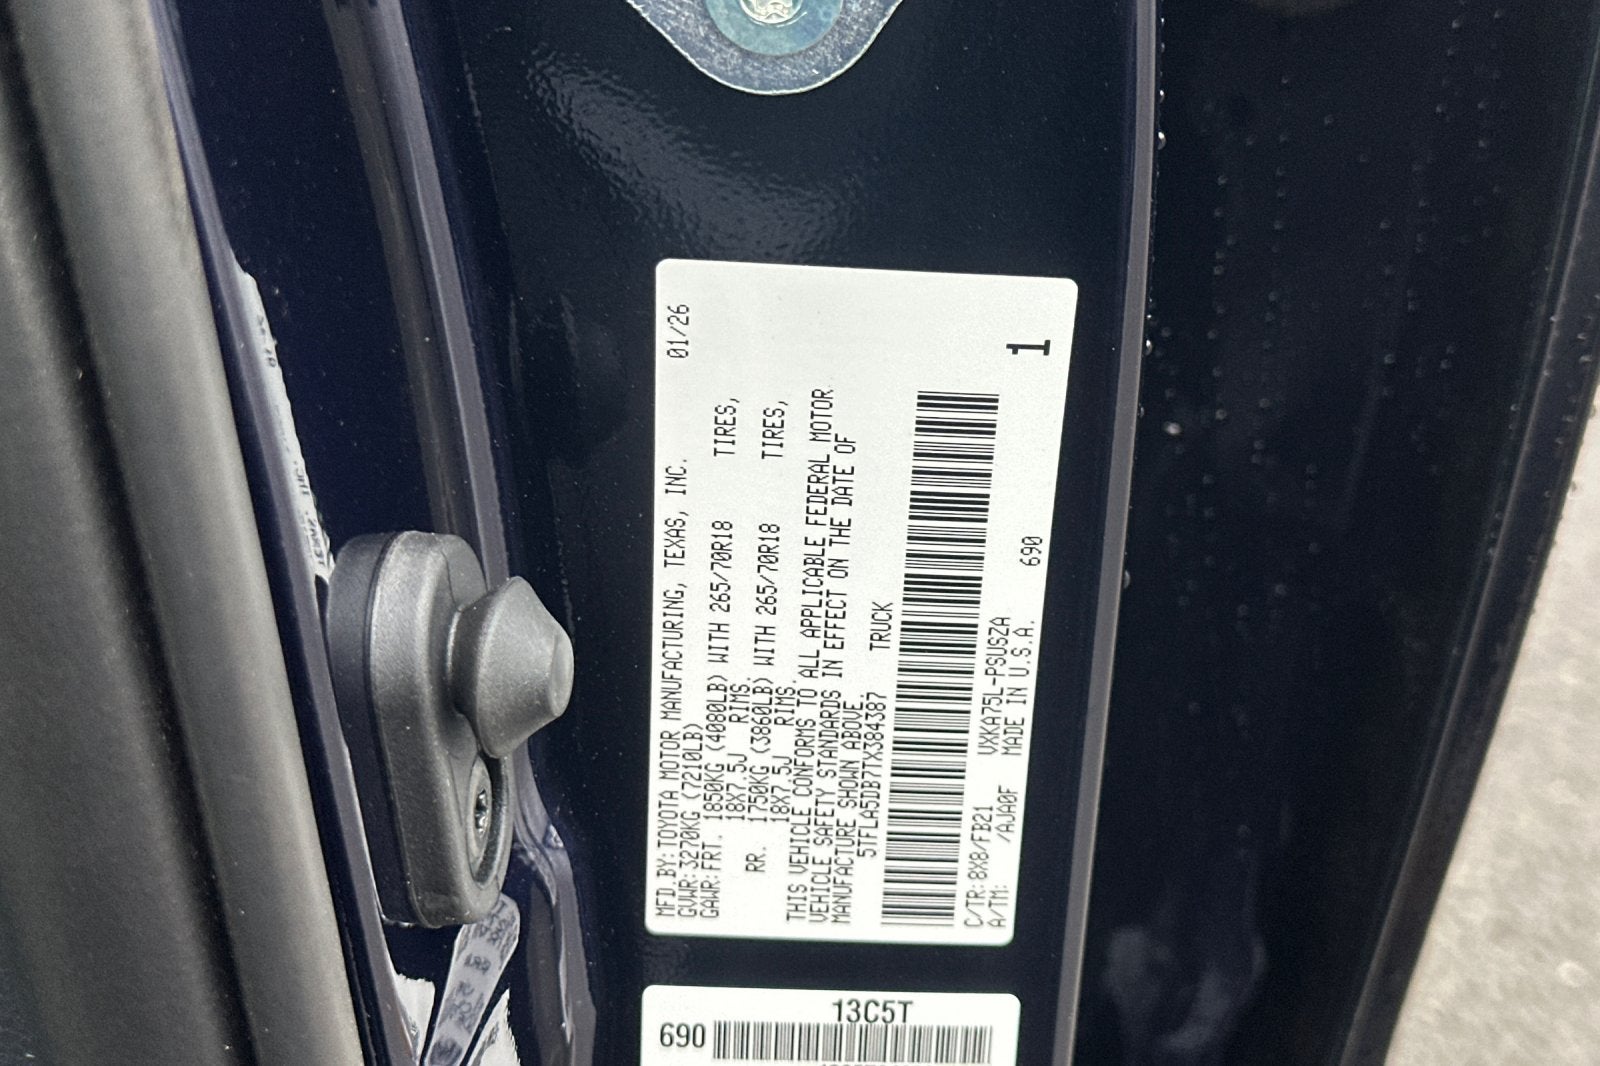 01/26
MFD.BY:TOYOTA MOTOR MANUFACTURING, TEXAS, INC.
GVWR:3270KG (7210LB)
GAWR:FRT. 1850KG (4080LB) WITH 265/70R18 TIRES,
18X7.5J RIMS.
RR. 1750KG (3860LB) WITH 265/70R18 TIRES,
18X7.5J RIMS.
THIS VEHICLE CONFORMS TO ALL APPLICABLE FEDERAL MOTOR
VEHICLE SAFETY STANDARDS IN EFFECT ON THE DATE OF
MANUFACTURE SHOWN ABOVE.
5TFLA5DB7TX384387 TRUCK
1
C/TR:8X8/FB21 VXKA75L-PSUSZA 690
A/TM: /AJA0F MADE IN U.S.A.
13C5T
690